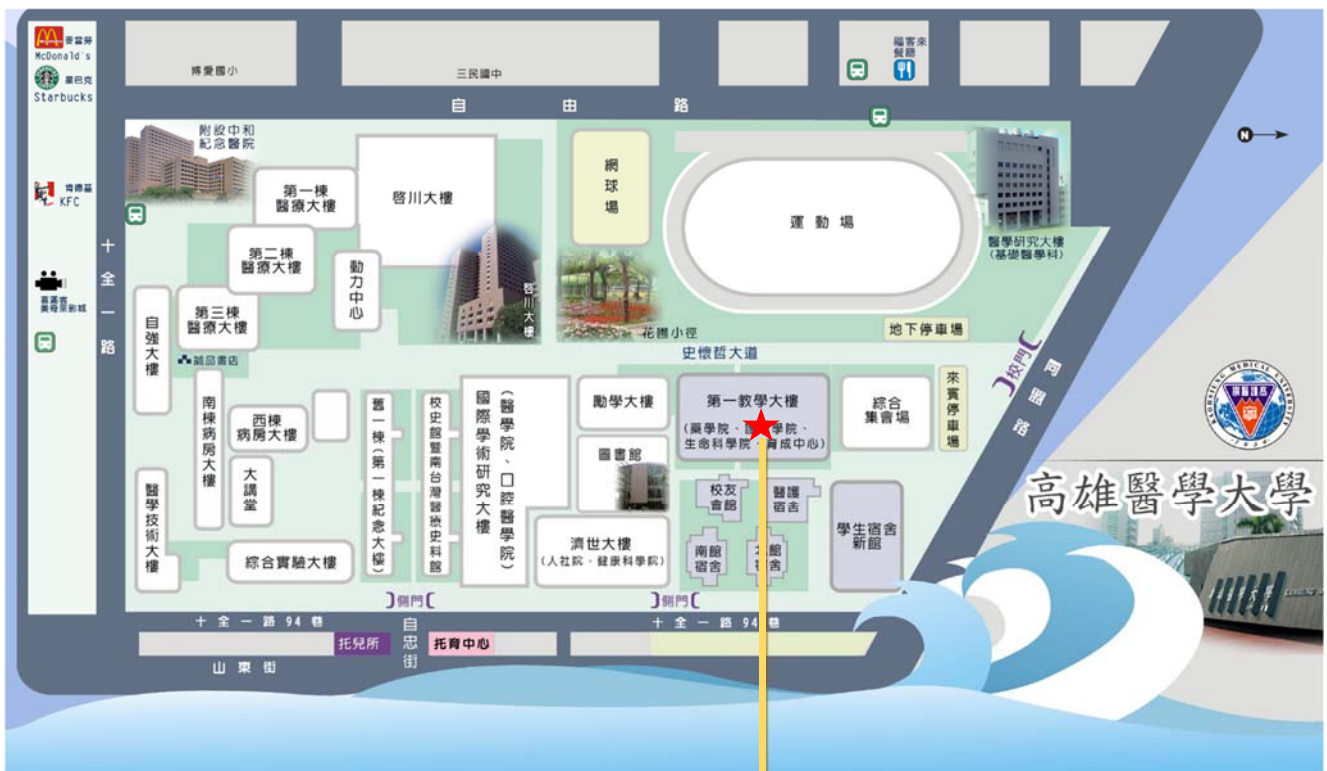 麥當勞
McDonald's
星巴克
Starbucks
肯德基
KFC
博愛國小
三民國中
福客來
餐廳
自由路
N
附設中和
紀念醫院
第一棟
醫療大樓
啓川大樓
網球場
運動場
醫學研究大樓
(基礎醫學科)
第二棟
醫療大樓
動力中心
啓川大樓
十全一路
第三棟
醫療大樓
自強大樓
誠品書店
花圃小徑
地下停車場
史懷哲大道
校門
同盟路
南棟病房大樓
西棟
病房大樓
大講堂
舊一棟(第一棟紀念大樓)
校史館暨南台灣醫療史料館
國際學術研究大樓
(醫學院、口腔醫學院)
勵學大樓
圖書館
第一教學大樓
(藥學院、
學院、
生命科學院、育成中心)
綜合
集會場
來賓停車場
KAOHSIUNG MEDICAL UNIVERSITY
1954
高雄醫學大學
醫學技術大樓
綜合實驗大樓
濟世大樓
(人社院、健康科學院)
校友
會館
醫護
宿舍
南館
宿舍
館
宿舍
學生宿舍
新館
側門
側門
十全一路94巷
自忠街
十全一路94巷
托兒所
托育中心
山東街